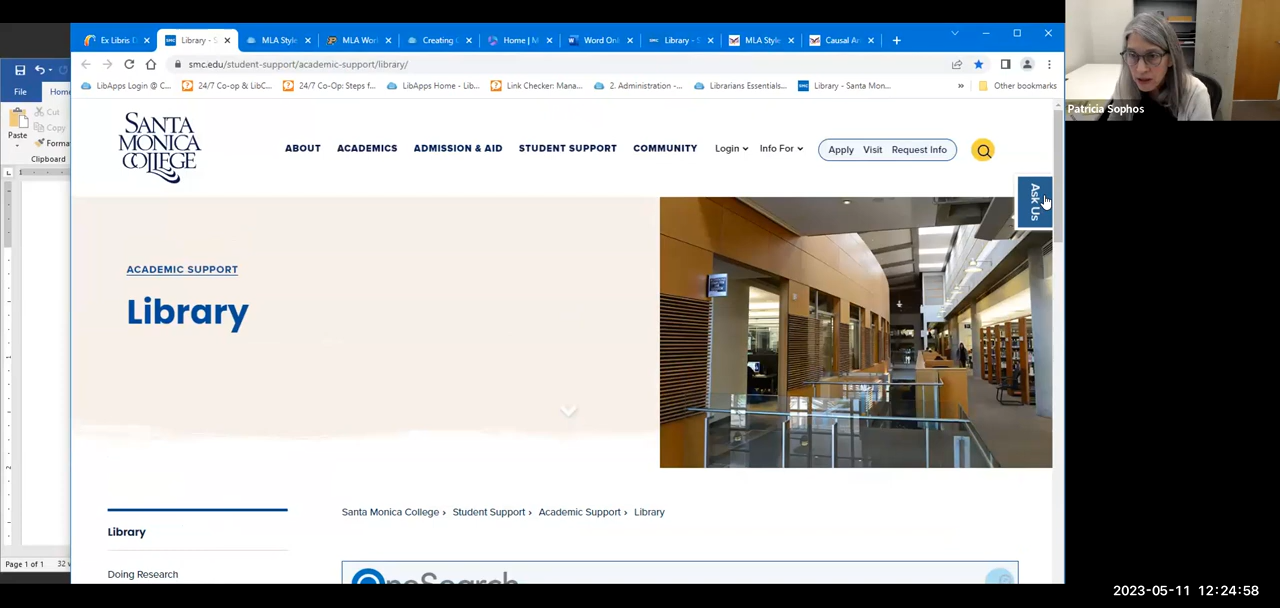 Ex Libris
Library -
MLA Style
MLA Wor
Creating
Home | M
Word Onl
Library - S
MLA Style
Causal Ar
smc.edu/student-support/academic-support/library/
LibApps Login @ C...
24/7 Co-op & LibC...
24/7 Co-Op: Steps f...
LibApps Home - Lib...
Link Checker: Mana...
2. Administration -...
Librarians Essentials...
Library - Santa Mon...
Other bookmarks
File
Home
Cut
Copy
Paste
Format
Clipboard
SANTA
MONICA
COLLEGE
ABOUT
ACADEMICS
ADMISSION & AID
STUDENT SUPPORT
COMMUNITY
Login
Info For
Apply
Visit
Request Info
Ask Us
ACADEMIC SUPPORT
Library
Santa Monica College › Student Support › Academic Support › Library
Library
Doing Research
OneSearch
Page 1 of 1
32 w
Patricia Sophos
2023-05-11 12:24:58